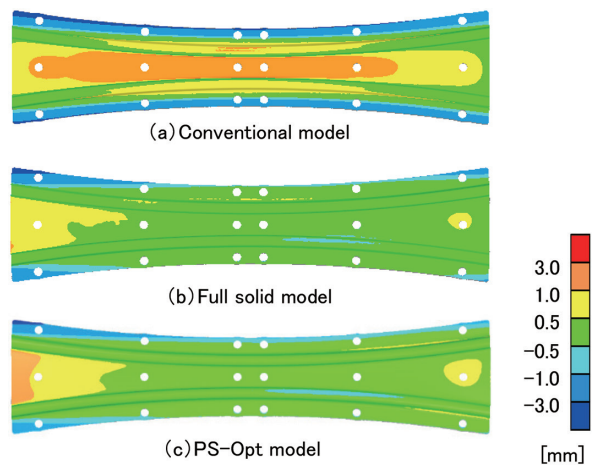 (a) Conventional model
(b) Full solid model
(c) PS-Opt model
3.0
1.0
0.5
-0.5
-1.0
-3.0
[mm]